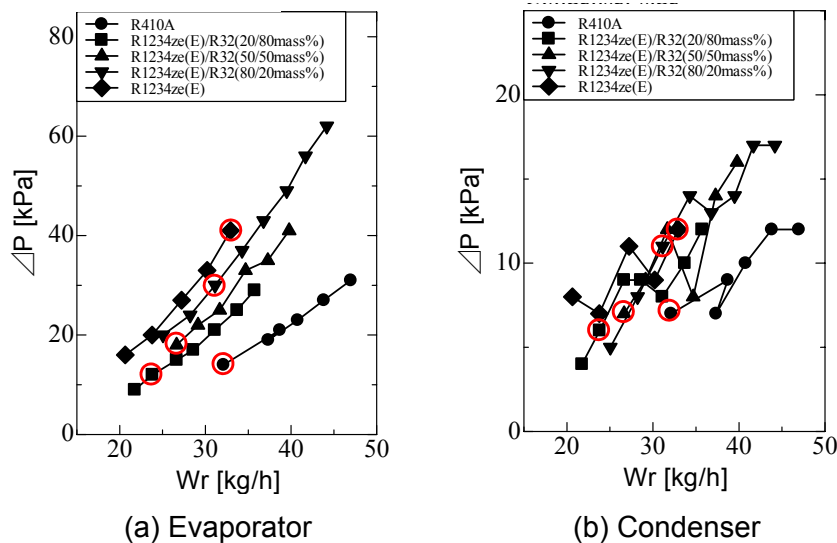 R410A
R1234ze(E)/R32(20/80mass%)
R1234ze(E)/R32(50/50mass%)
R1234ze(E)/R32(80/20mass%)
R1234ze(E)
80
60
40
20
0
⊿P [kPa]
20
30
40
50
Wr [kg/h]
(a) Evaporator
R410A
R1234ze(E)/R32(20/80mass%)
R1234ze(E)/R32(50/50mass%)
R1234ze(E)/R32(80/20mass%)
R1234ze(E)
20
10
0
⊿P [kPa]
20
30
40
50
Wr [kg/h]
(b) Condenser